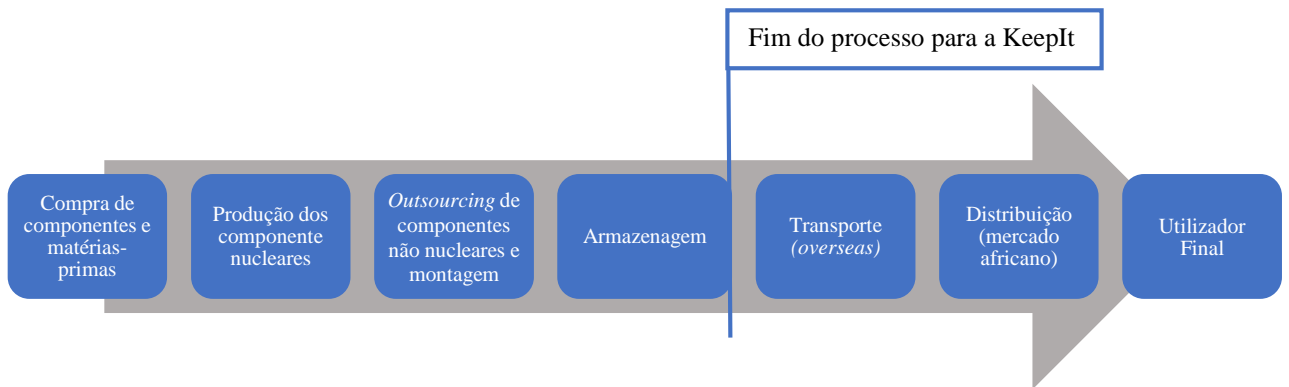 Fim do processo para a KeepIt
Compra de
componentes e
matérias-
primas
Produção dos
componente
nucleares
Outsourcing de
componentes
não nucleares e
montagem
Armazenagem
Transporte
(overseas)
Distribuição
(mercado
africano)
Utilizador
Final